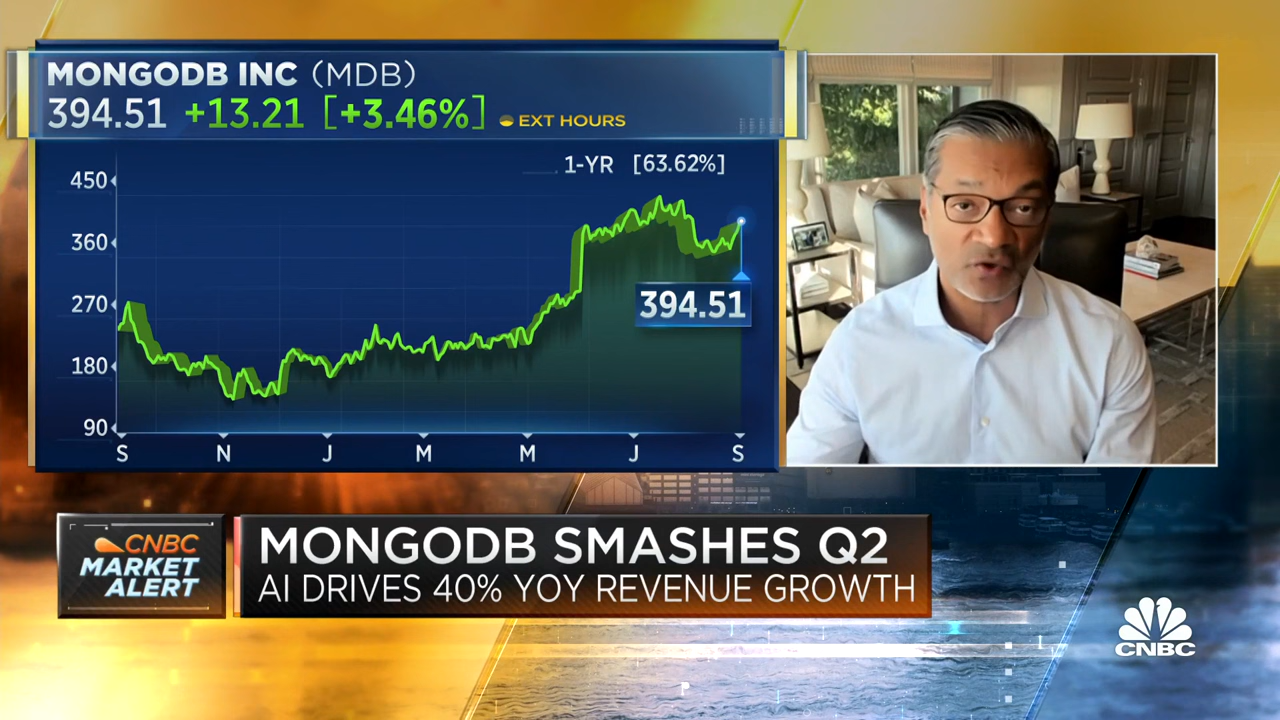 MONGODB INC (MDB)
394.51 +13.21 [+3.46%] EXT HOURS
1-YR [63.62%]
450
360
270
180
90
394.51
S N J M M J S
CNBC
MARKET
ALERT
MONGODB SMASHES Q2
AI DRIVES 40% YOY REVENUE GROWTH
CNBC